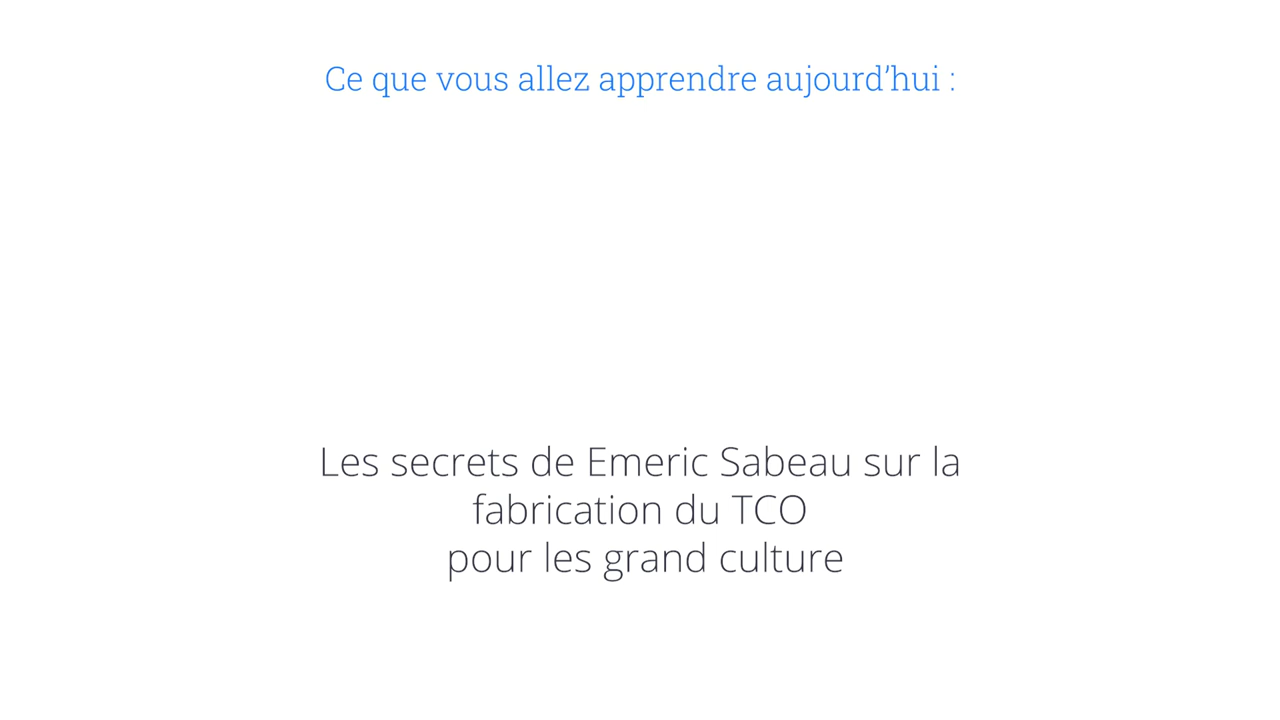 Ce que vous allez apprendre aujourd’hui :
Les secrets de Emeric Sabeau sur la
fabrication du TCO
pour les grand culture